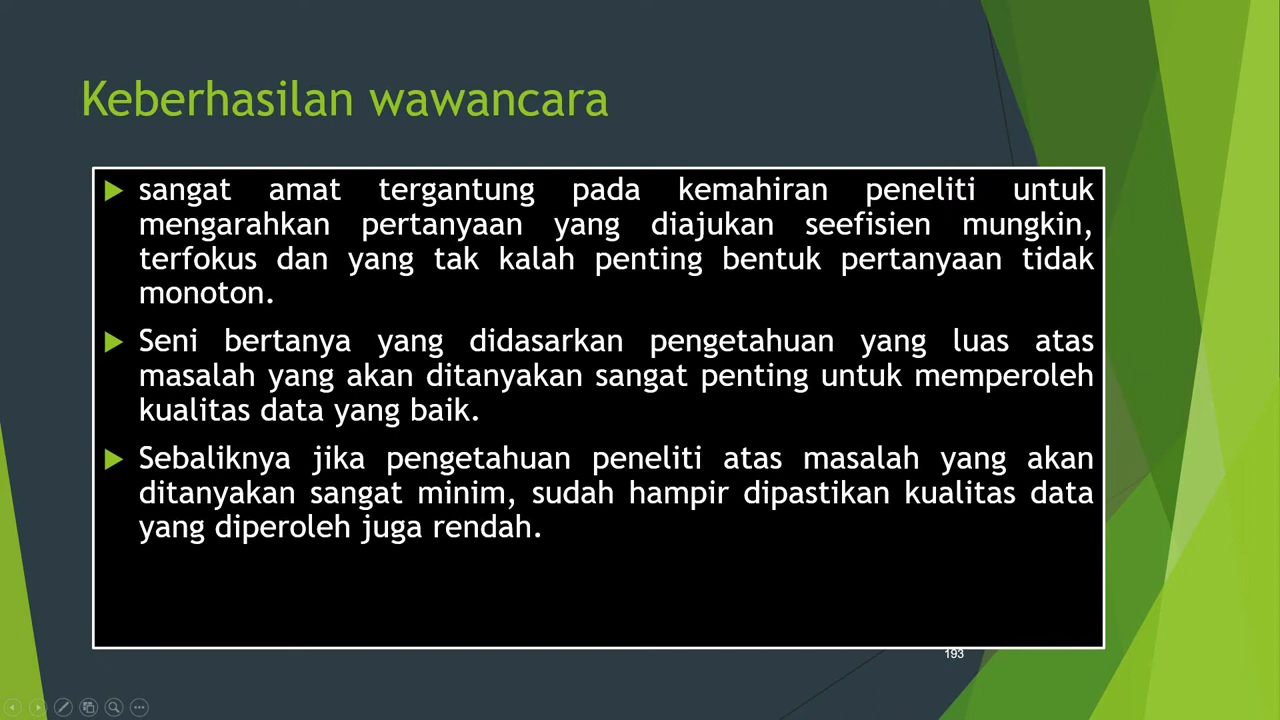 Keberhasilan wawancara
sangat amat tergantung pada kemahiran peneliti untuk
mengarahkan pertanyaan yang diajukan seefisien mungkin,
terfokus dan yang tak kalah penting bentuk pertanyaan tidak
monoton.
Seni bertanya yang didasarkan pengetahuan yang luas atas
masalah yang akan ditanyakan sangat penting untuk memperoleh
kualitas data yang baik.
Sebaliknya jika pengetahuan peneliti atas masalah yang akan
ditanyakan sangat minim, sudah hampir dipastikan kualitas data
yang diperoleh juga rendah.
193